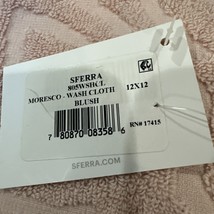 SFERRA
805WSHCL
MORESCO - WASH CLOTH 12X12
BLUSH
7 80870 08358 6
RN# 17415
SFERRA.COM